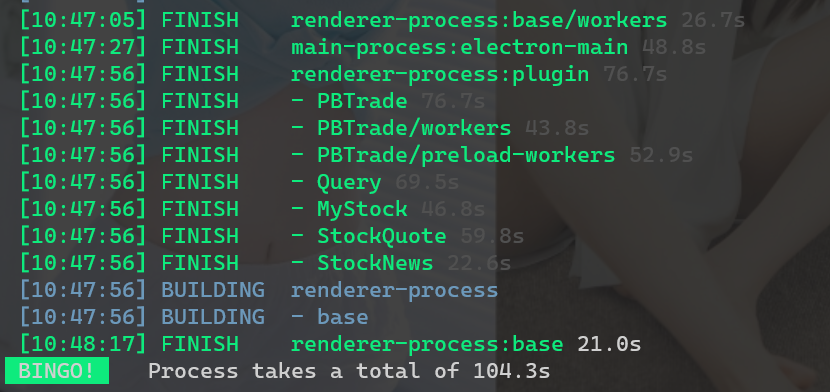 [10:47:05] FINISH renderer-process:base/workers 26.7s
[10:47:27] FINISH main-process:electron-main 48.8s
[10:47:56] FINISH renderer-process:plugin 76.7s
[10:47:56] FINISH - PBTrade 76.7s
[10:47:56] FINISH - PBTrade/workers 43.8s
[10:47:56] FINISH - PBTrade/preload-workers 52.9s
[10:47:56] FINISH - Query 69.5s
[10:47:56] FINISH - MyStock 46.8s
[10:47:56] FINISH - StockQuote 59.8s
[10:47:56] FINISH - StockNews 22.6s
[10:47:56] BUILDING renderer-process
[10:47:56] BUILDING - base
[10:48:17] FINISH renderer-process:base 21.0s
BINGO! Process takes a total of 104.3s